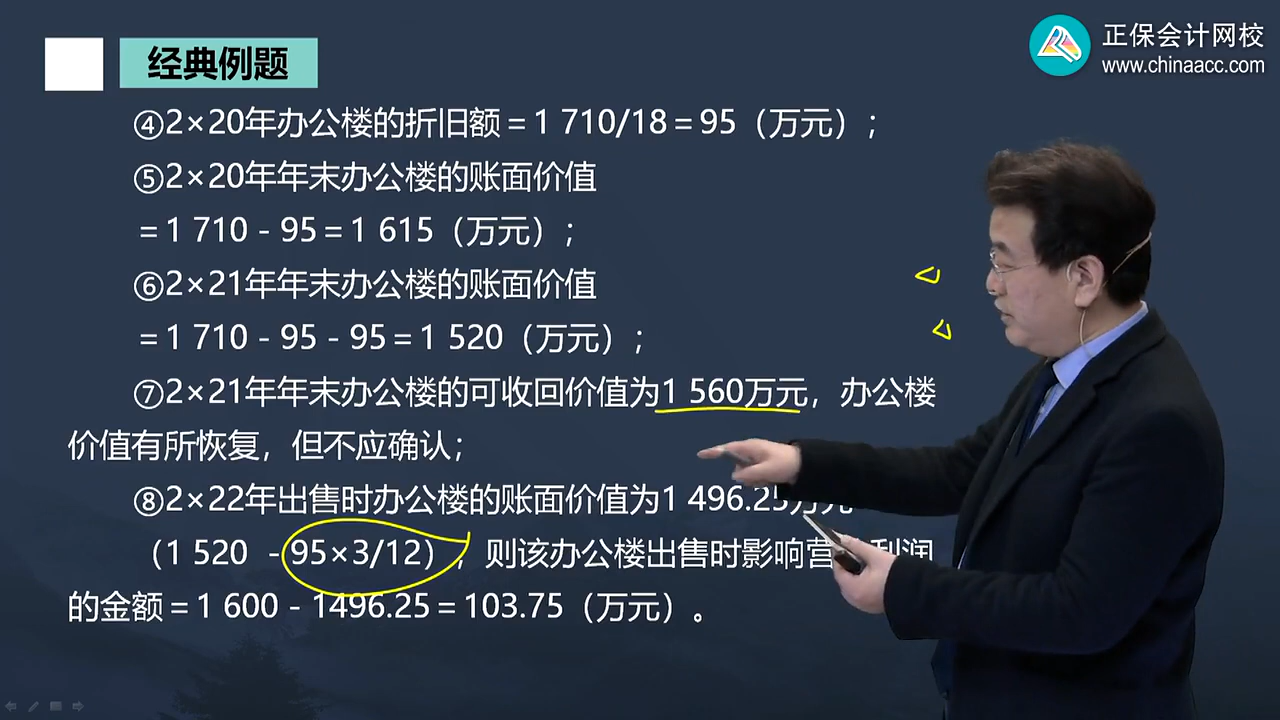 正保会计网校
www.chinaacc.com
经典例题
④2×20年办公楼的折旧额＝1 710/18＝95（万元）；
⑤2×20年年末办公楼的账面价值
＝1 710－95＝1 615（万元）；
⑥2×21年年末办公楼的账面价值
＝1 710－95－95＝1 520（万元）；
⑦2×21年年末办公楼的可收回价值为1 560万元，办公楼
价值有所恢复，但不应确认；
⑧2×22年出售时办公楼的账面价值为1 496.25万元
（1 520 －95×3/12），则该办公楼出售时影响营业利润
的金额＝1 600－1496.25＝103.75（万元）。